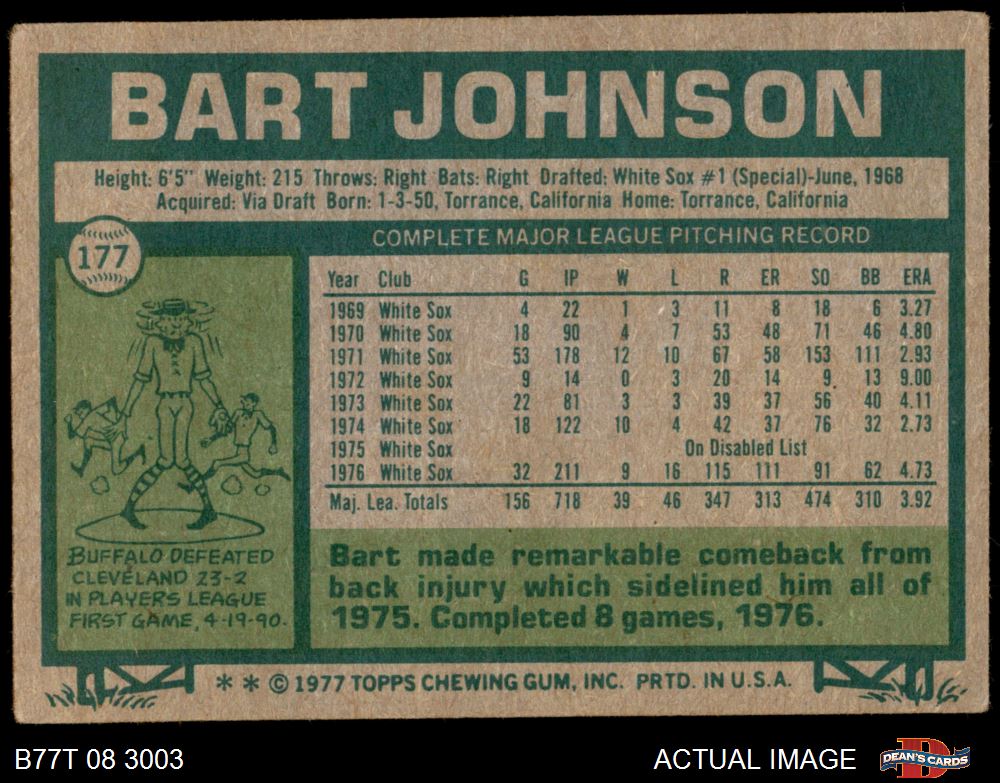 BART JOHNSON
Height: 6'5" Weight: 215 Throws: Right Bats: Right Drafted: White Sox #1 (Special)-June, 1968
Acquired: Via Draft Born: 1-3-50, Torrance, California Home: Torrance, California
177
COMPLETE MAJOR LEAGUE PITCHING RECORD
Year Club G IP W L R ER SO BB ERA
1969 White Sox 4 22 1 3 11 8 18 6 3.27
1970 White Sox 18 90 4 7 53 48 71 46 4.80
1971 White Sox 53 178 12 10 67 58 153 111 2.93
1972 White Sox 9 14 0 3 20 14 9 13 9.00
1973 White Sox 22 81 3 3 39 37 56 40 4.11
1974 White Sox 18 122 10 4 42 37 76 32 2.73
1975 White Sox On Disabled List
1976 White Sox 32 211 9 16 115 111 91 62 4.73
Maj. Lea. Totals 156 718 39 46 347 313 474 310 3.92
BUFFALO DEFEATED
CLEVELAND 23-2
IN PLAYERS LEAGUE
FIRST GAME, 4-19-90.
Bart made remarkable comeback from
back injury which sidelined him all of
1975. Completed 8 games, 1976.
* * © 1977 TOPPS CHEWING GUM, INC. PRTD. IN U.S.A.
B77T 08 3003
ACTUAL IMAGE
D
DEAN'S CARDS